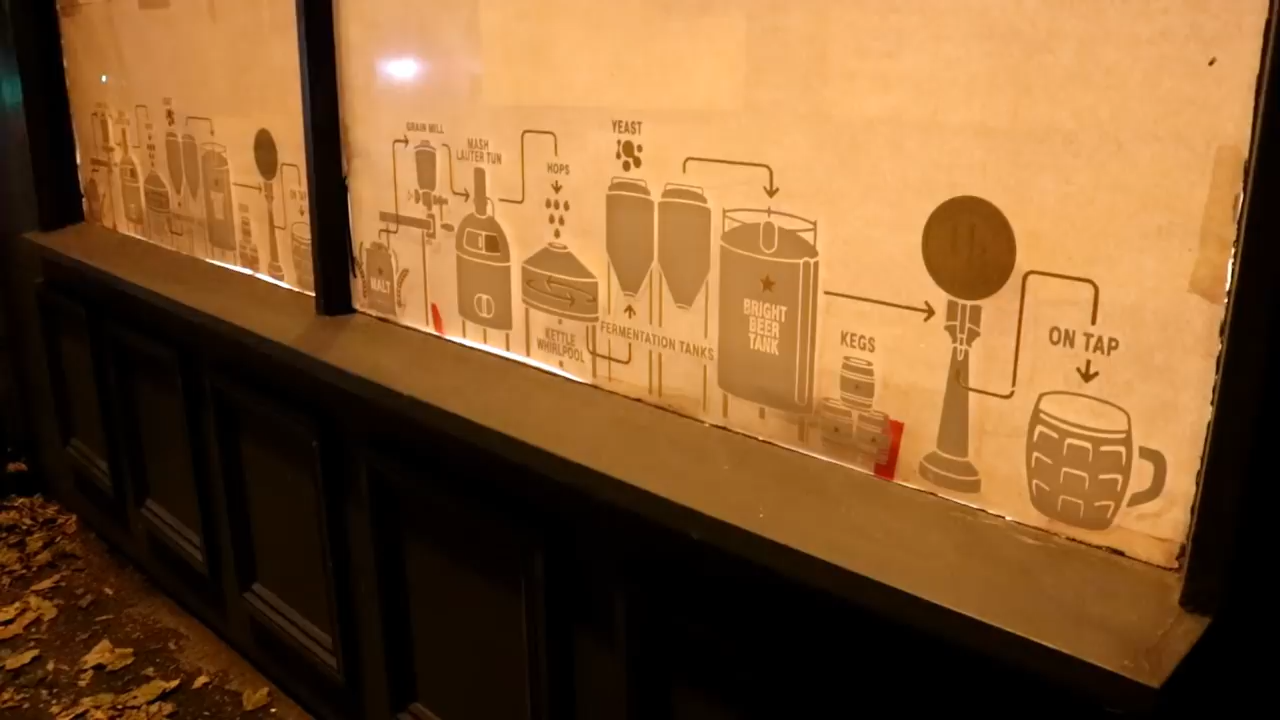 GRAIN MILL
MALT
MASH
LAUTER TUN
HOPS
KETTLE
WHIRLPOOL
YEAST
FERMENTATION TANKS
BRIGHT
BEER
TANK
KEGS
ON TAP